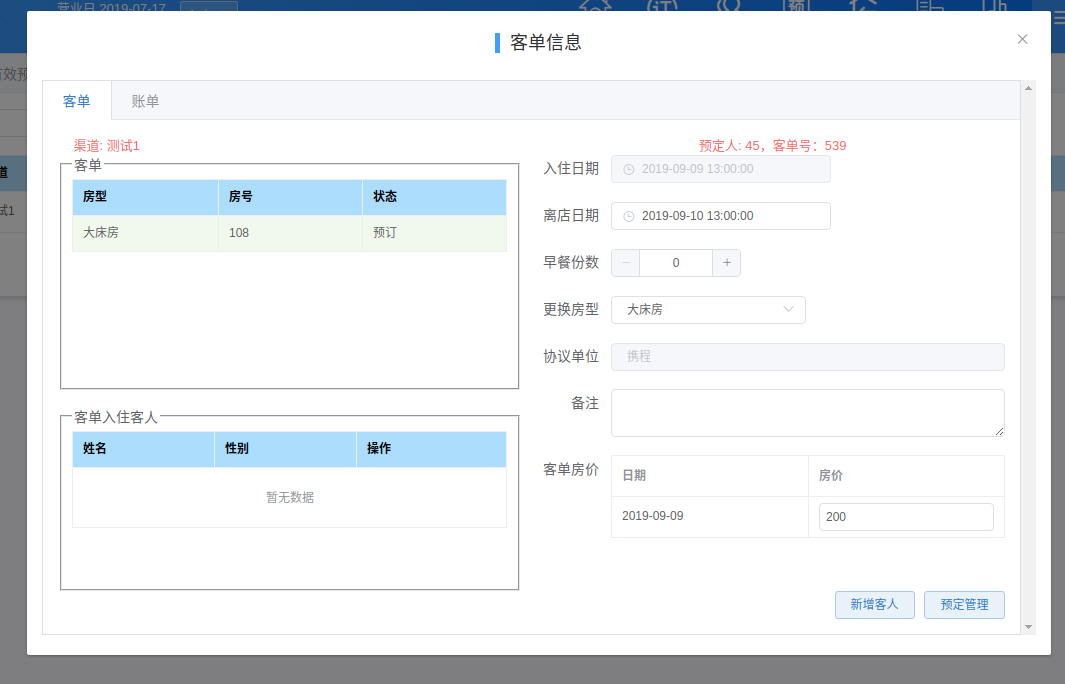 营业日 2019-07-17
订
预
客单信息
有效预
道
试1
客单
账单
渠道: 测试1
预定人: 45，客单号：539
客单
房型
房号
状态
大床房
108
预订
客单入住客人
姓名
性别
操作
暂无数据
入住日期
2019-09-09 13:00:00
离店日期
2019-09-10 13:00:00
早餐份数
− 0 +
更换房型
大床房
协议单位
携程
备注
客单房价
日期
房价
2019-09-09
200
新增客人
预定管理